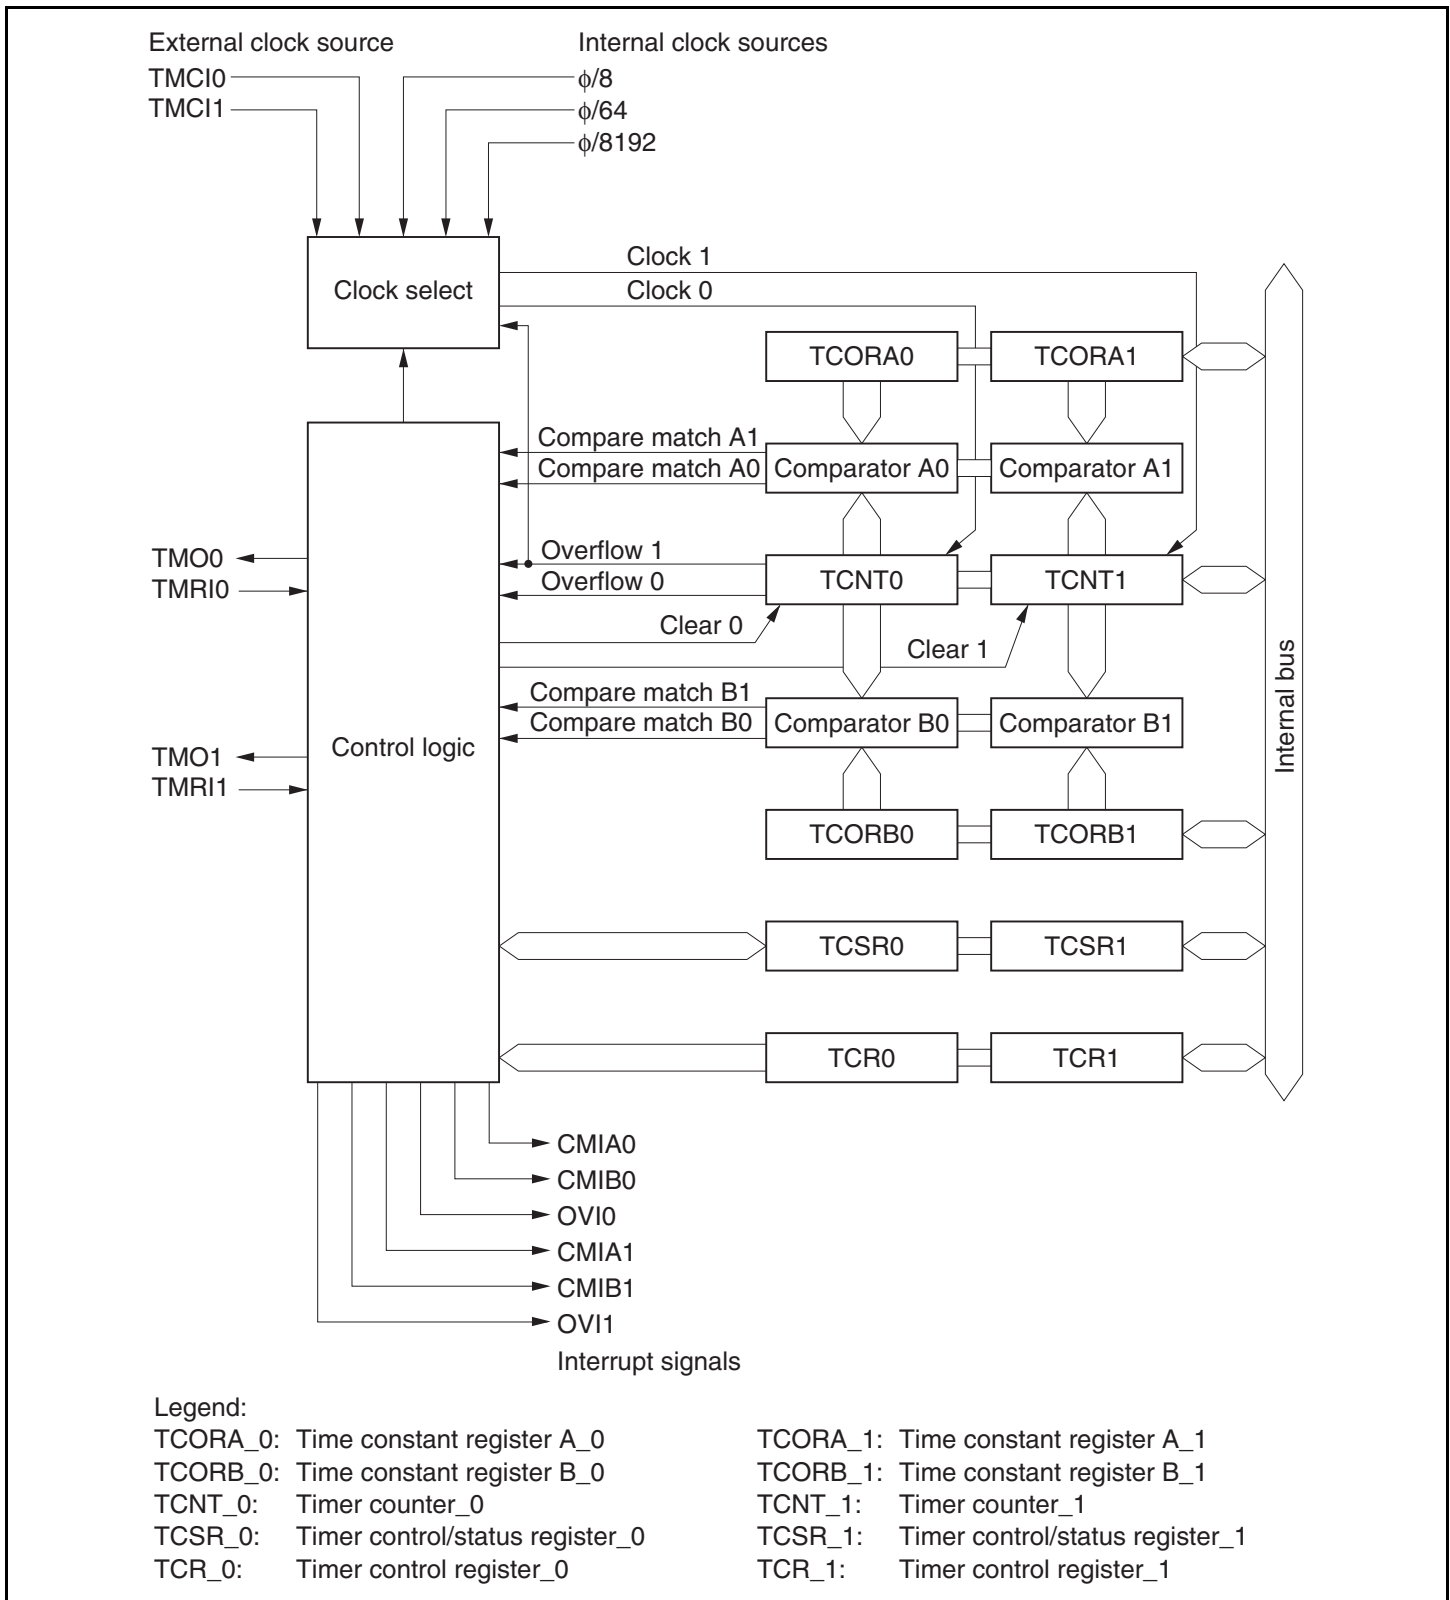 External clock source
Internal clock sources
TMCI0
ϕ/8
TMCI1
ϕ/64
ϕ/8192
Clock 1
Clock select
Clock 0
TCORA0
TCORA1
Compare match A1
Compare match A0
Comparator A0
Comparator A1
Overflow 1
TMO0
TCNT0
TCNT1
Overflow 0
TMRI0
Clear 0
Clear 1
Internal bus
Compare match B1
Compare match B0
Comparator B0
Comparator B1
Control logic
TMO1
TMRI1
TCORB0
TCORB1
TCSR0
TCSR1
TCR0
TCR1
CMIA0
CMIB0
OVI0
CMIA1
CMIB1
OVI1
Interrupt signals
Legend:
TCORA_0: Time constant register A_0
TCORA_1: Time constant register A_1
TCORB_0: Time constant register B_0
TCORB_1: Time constant register B_1
TCNT_0: Timer counter_0
TCNT_1: Timer counter_1
TCSR_0: Timer control/status register_0
TCSR_1: Timer control/status register_1
TCR_0: Timer control register_0
TCR_1: Timer control register_1